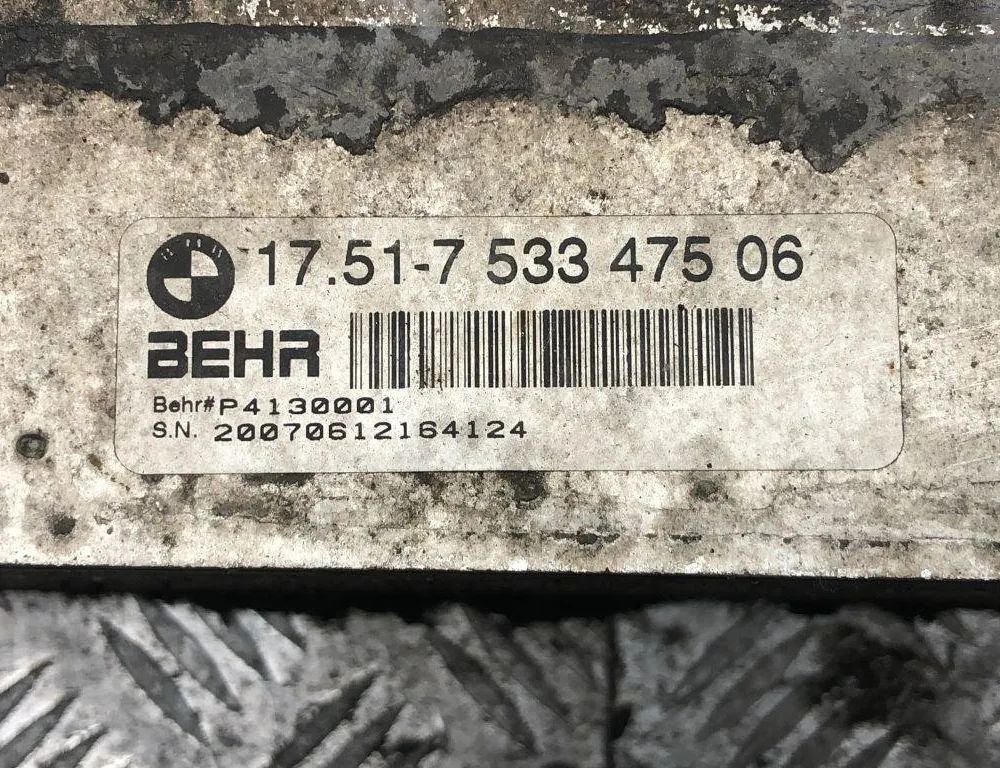 17.51-7 533 475 06
BEHR
Behr# P4130001
S.N. 20070612164124